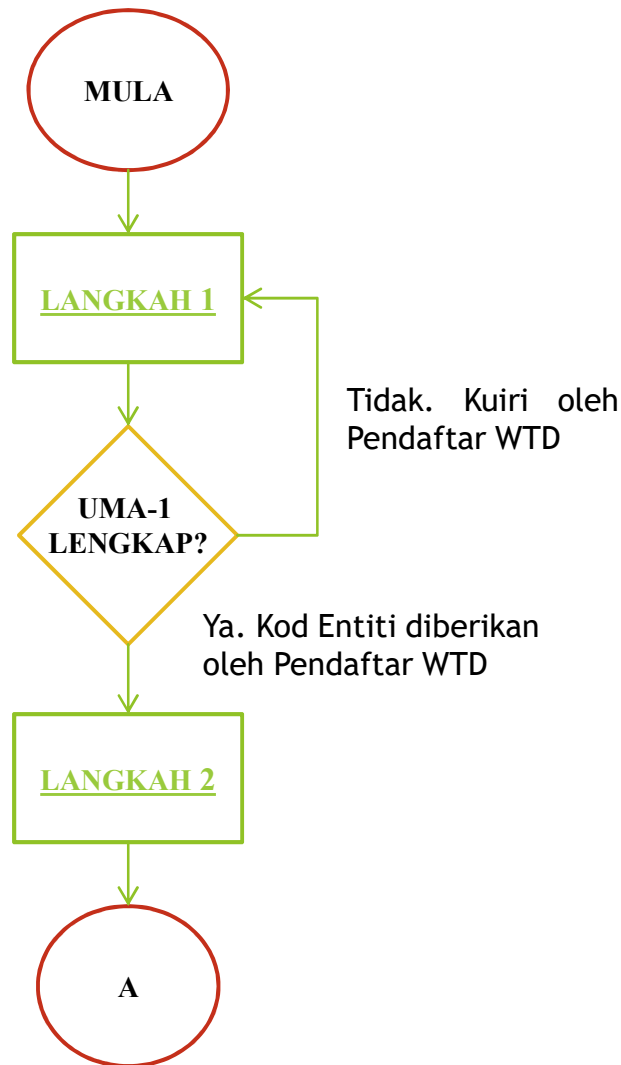 MULA
LANGKAH 1
Tidak. Kuiri oleh
Pendaftar WTD
UMA-1
LENGKAP?
Ya. Kod Entiti diberikan
oleh Pendaftar WTD
LANGKAH 2
A